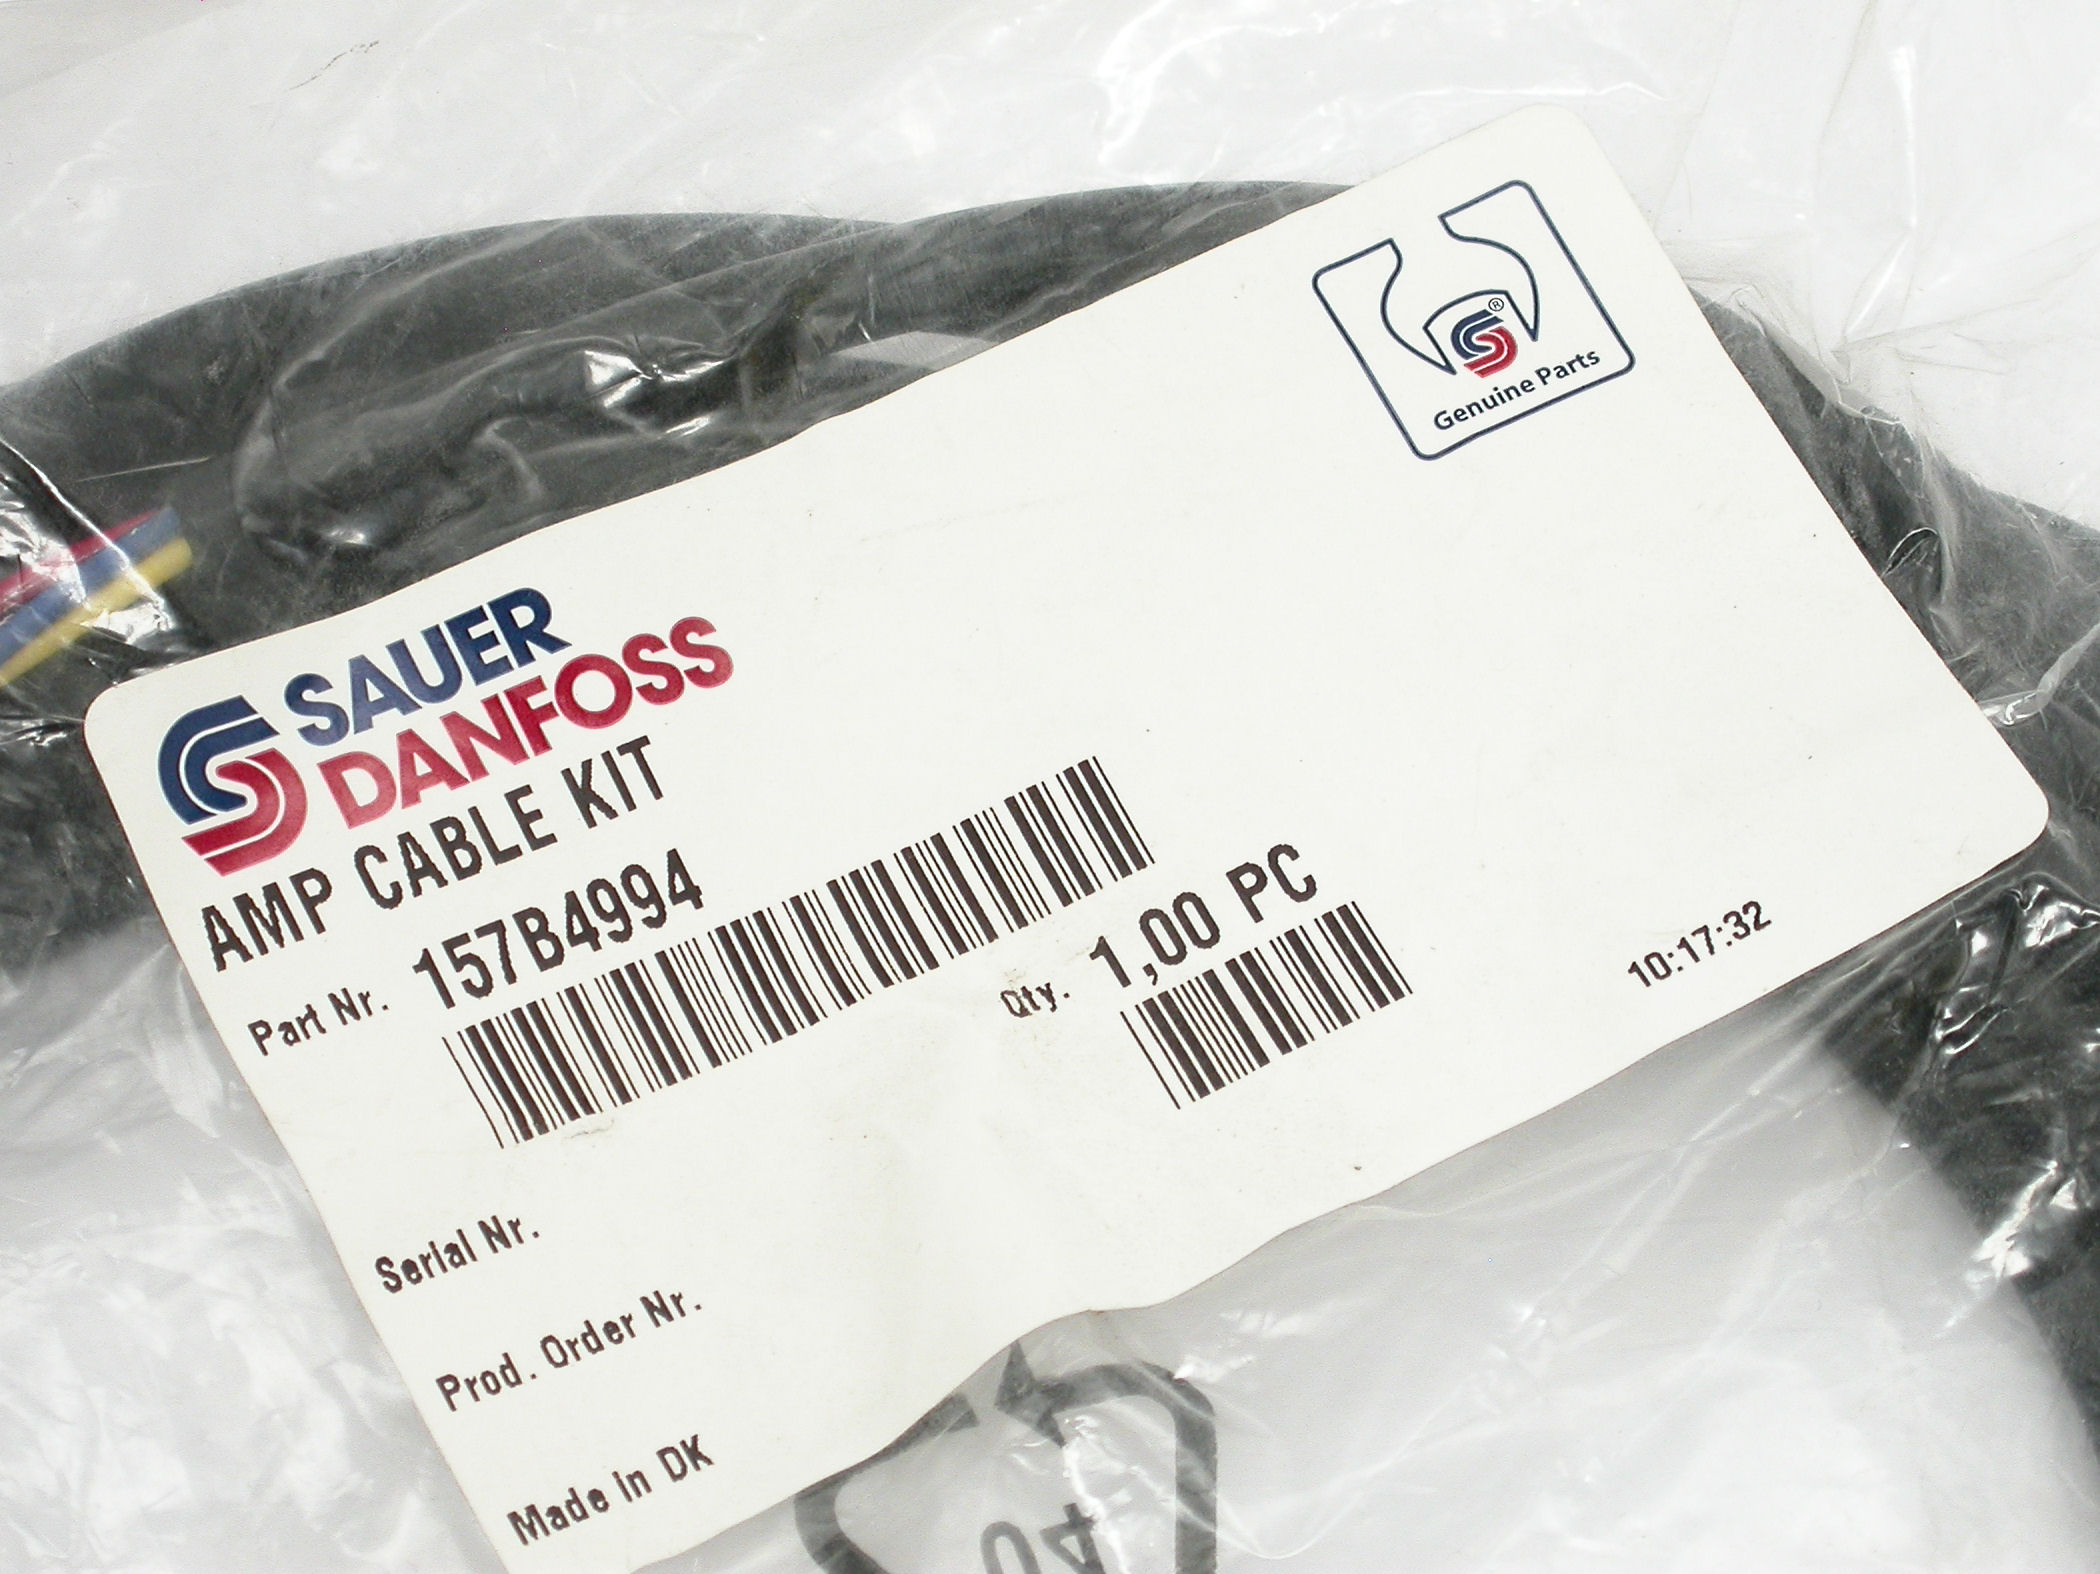 ®
Genuine Parts
SAUER
DANFOSS
AMP CABLE KIT
Part Nr. 157B4994
Qty. 1,00 PC
10:17:32
Serial Nr.
Prod. Order Nr.
Made in DK
04